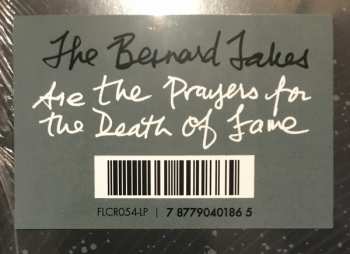 The Bernard Fakes
Are the Prayers for
the Death Of Fame
FLCR054-LP | 7 8779040186 5